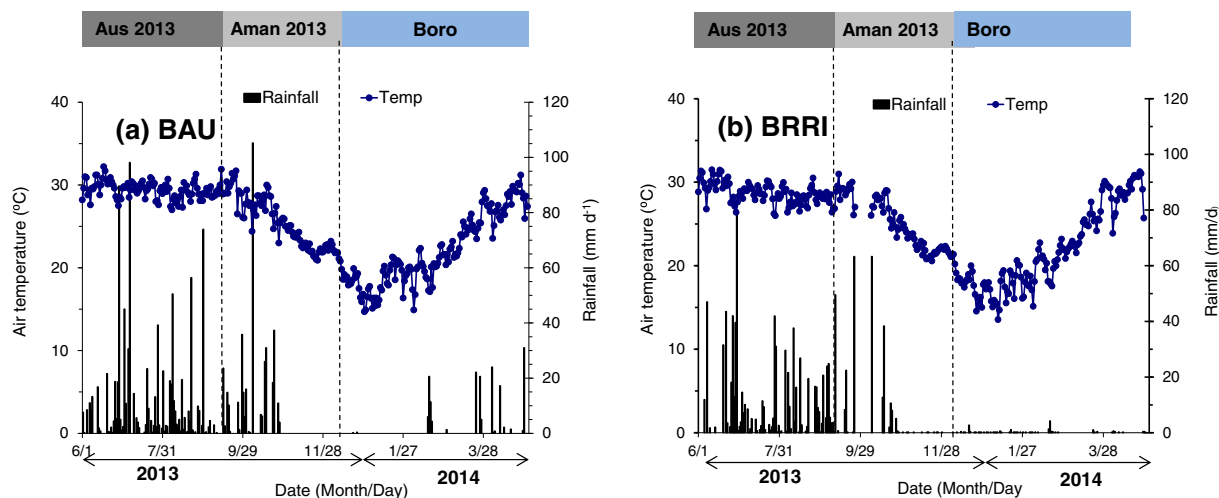 Aus 2013 Aman 2013 Boro
Rainfall Temp
(a) BAU
40
30
20
10
0
Air temperature (ºC)
120
100
80
60
40
20
0
Rainfall (mm d⁻¹)
6/1 7/31 9/29 11/28 1/27 3/28
2013 2014
Date (Month/Day)
Aus 2013 Aman 2013 Boro
Rainfall Temp
(b) BRRI
40
30
20
10
0
Air temperature (ºC)
120
100
80
60
40
20
0
Rainfall (mm/d)
6/1 7/31 9/29 11/28 1/27 3/28
2013 2014
Date (Month/Day)